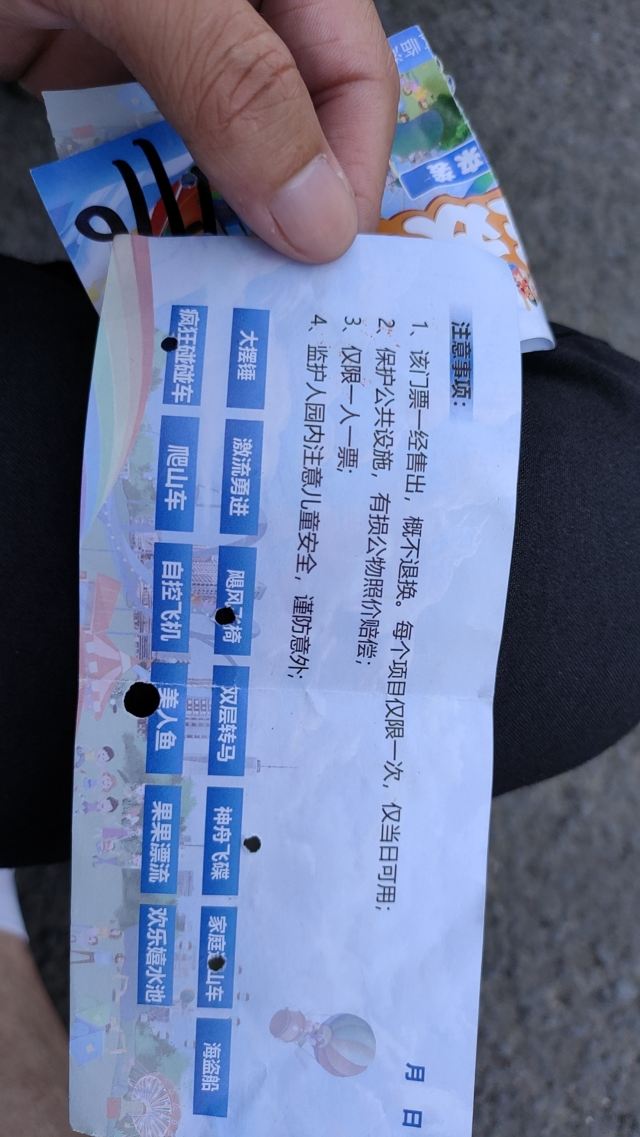 注意事项：
1、该门票一经售出，概不退换。每个项目仅限一次，仅当日可用；
2、保护公共设施，有损公物照价赔偿；
3、仅限一人一票；
4、监护人园内注意儿童安全，谨防意外；
月 日
大摆锤 激流勇进 飓风飞椅 双层转马 神舟飞碟 家庭过山车 海盗船
疯狂碰碰车 爬山车 自控飞机 美人鱼 果果漂流 欢乐嬉水池